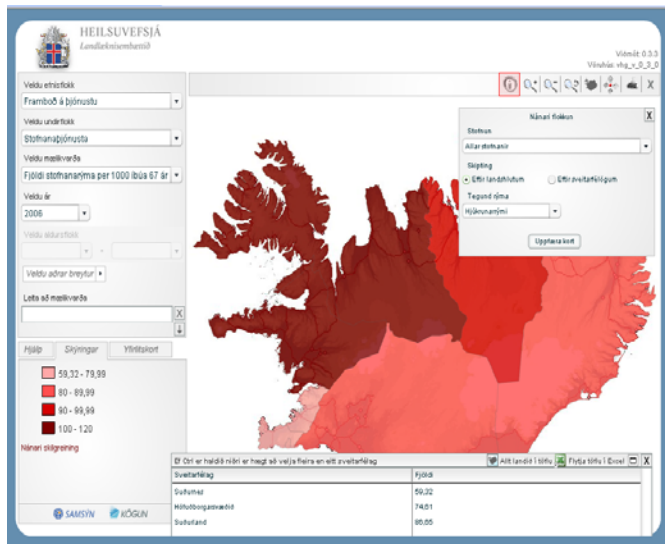 HEILSUVEFSJÁ
Landlæknisembættið
Viðmót: 0.3.3
Vöruhús: vhg_v_0_3_0
Veldu efnisflokk
Framboð á þjónustu
Veldu undirflokk
Stofnanaþjónusta
Veldu mælikvarða
Fjöldi stofnanarýma per 1000 íbúa 67 ár
Veldu ár
2006
Veldu aldursflokk
Veldu aðrar breytur
Leita að mælikvarða
X
Nánari flokkun
X
Stofnun
Allar stofnanir
Skipting
Eftir landshlutum
Eftir sveitarfélögum
Tegund rýma
Hjúkrunarrými
Uppfæra kort
Hjálp
Skýringar
Yfirlitskort
59,32 - 79,99
80 - 89,99
90 - 99,99
100 - 120
Nánari skilgreining
SAMSÝN
KÖGUN
Ef Ctrl er haldið niðri er hægt að velja fleira en eitt sveitarfélag
Allt landið í töflu
Flytja töflu í Excel
X
Sveitarfélag
Fjöldi
Suðurnes
59,32
Höfuðborgarsvæðið
74,61
Suðurland
86,65